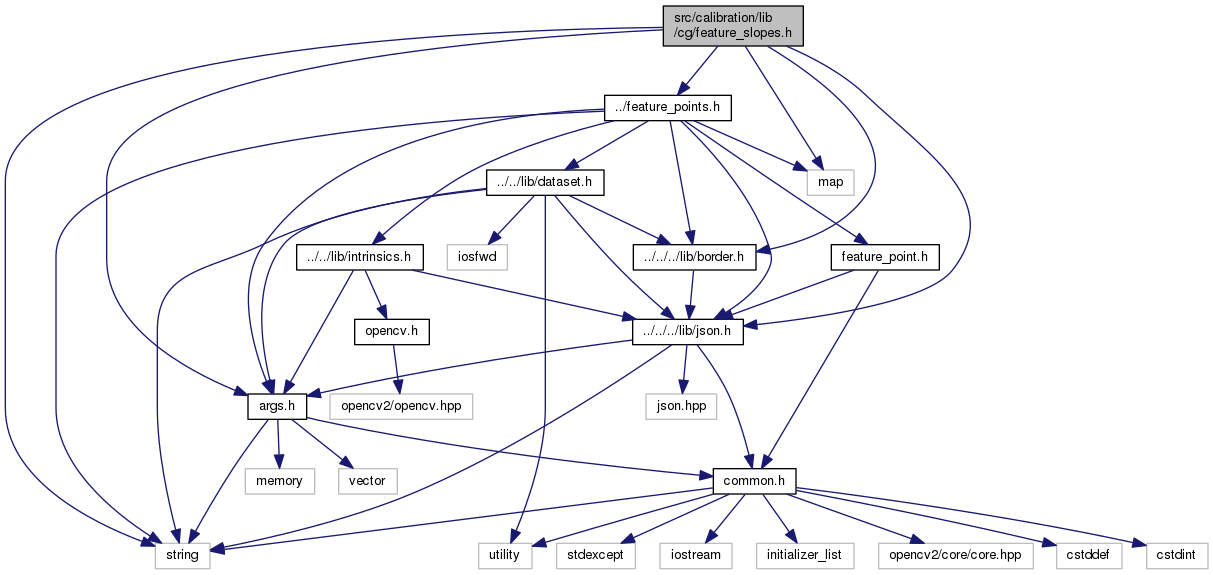 src/calibration/lib
/cg/feature_slopes.h
../feature_points.h
../../lib/dataset.h
map
../../lib/intrinsics.h
iosfwd
../../../lib/border.h
feature_point.h
opencv.h
../../../lib/json.h
args.h
opencv2/opencv.hpp
json.hpp
memory
vector
common.h
string
utility
stdexcept
iostream
initializer_list
opencv2/core/core.hpp
cstddef
cstdint